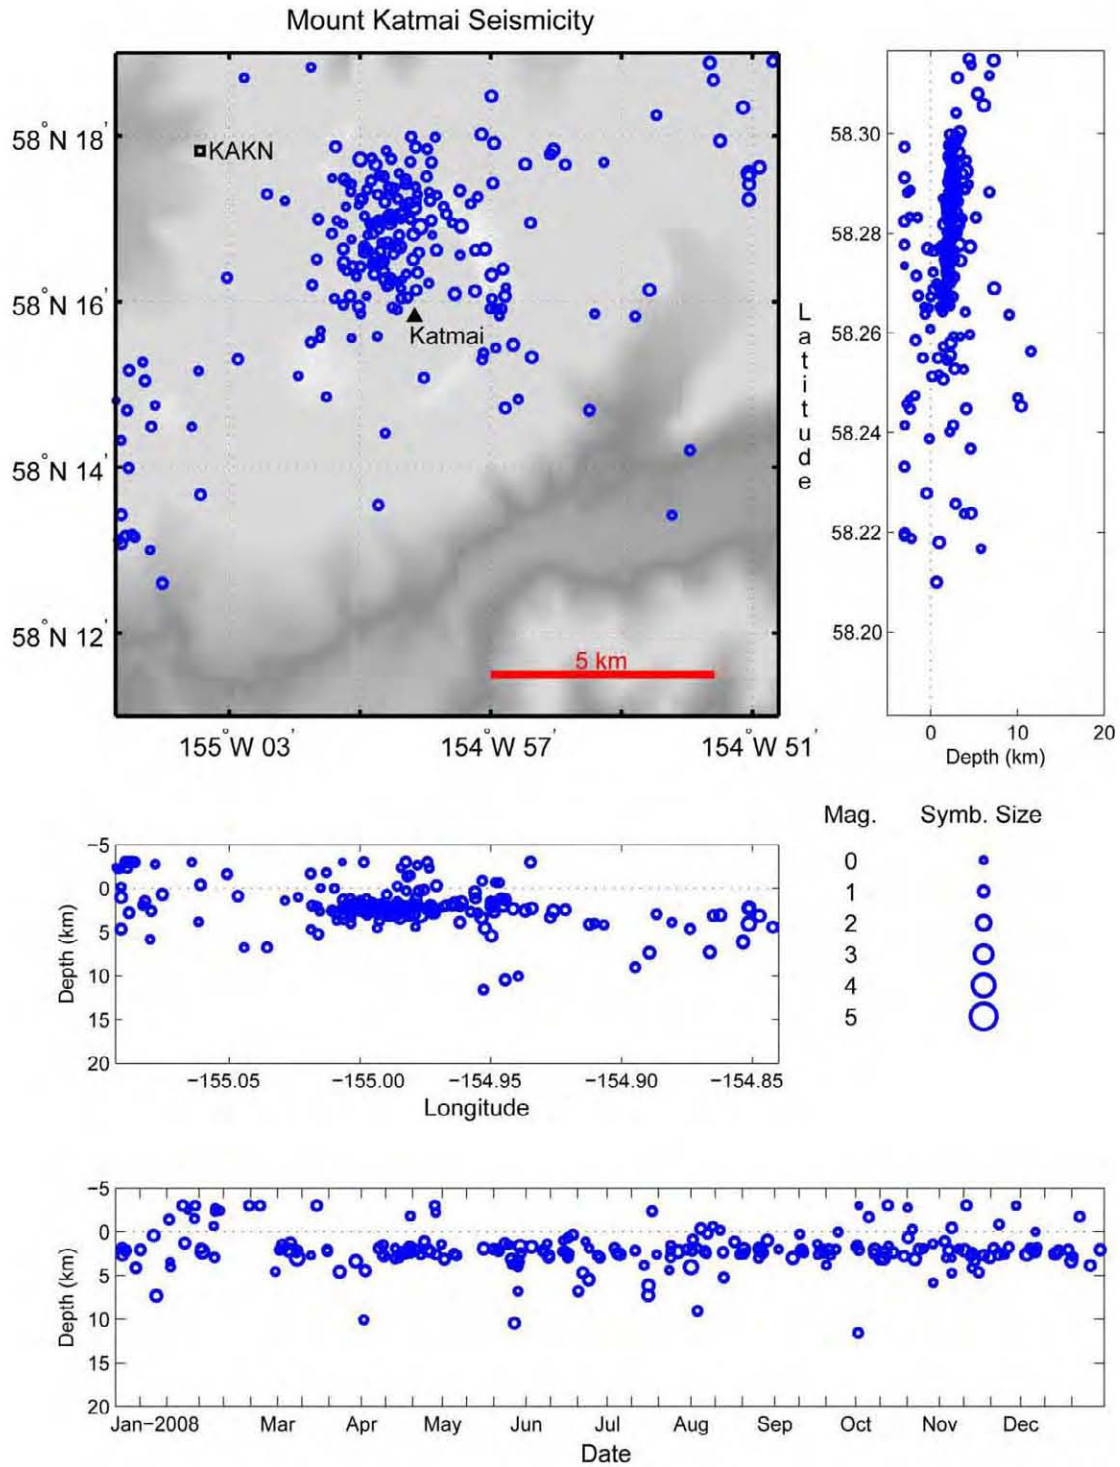 Mount Katmai Seismicity
58°N 18'
58°N 16'
58°N 14'
58°N 12'
KAKN
Katmai
5 km
155°W 03'
154°W 57'
154°W 51'
Latitude
58.30
58.28
58.26
58.24
58.22
58.20
0 10 20
Depth (km)
Mag. Symb. Size
0
1
2
3
4
5
Depth (km)
−5
0
5
10
15
20
−155.05 −155.00 −154.95 −154.90 −154.85
Longitude
Depth (km)
−5
0
5
10
15
20
Jan−2008 Mar Apr May Jun Jul Aug Sep Oct Nov Dec
Date